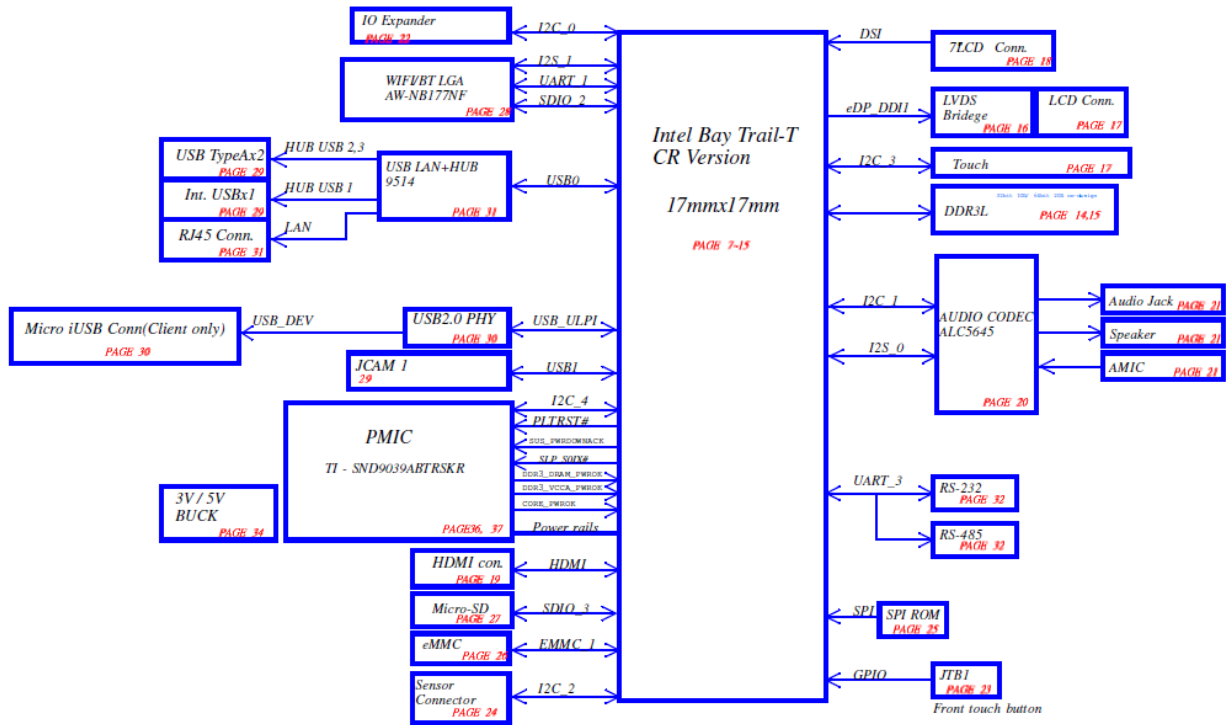 IO Expander
PAGE 22
I2C_0
WIFI/BT LGA
AW-NB177NF
PAGE 28
I2S_1
UART_1
SDIO_2
USB TypeAx2
PAGE 29
HUB USB 2,3
Int. USBx1
PAGE 29
HUB USB 1
RJ45 Conn.
PAGE 31
LAN
USB LAN+HUB
9514
PAGE 31
USB0
Micro iUSB Conn(Client only)
PAGE 30
USB_DEV
USB2.0 PHY
PAGE 30
USB_ULPI
JCAM 1
29
USB1
PMIC
TI - SND9039ABTRSKR
PAGE36, 37
I2C_4
PLTRST#
SUS_PWRDOWNACK
SLP_S0IX#
DDR3_DRAM_PWROK
DDR3_VCCA_PWROK
CORE_PWROK
Power rails
3V / 5V
BUCK
PAGE 34
HDMI con.
PAGE 19
HDMI
Micro-SD
PAGE 27
SDIO_3
eMMC
PAGE 26
EMMC_1
Sensor
Connector
PAGE 24
I2C_2
Intel Bay Trail-T
CR Version
17mmx17mm
PAGE 7~15
DSI
7LCD Conn.
PAGE 18
eDP_DDI1
LVDS
Bridege
PAGE 16
LCD Conn.
PAGE 17
I2C_3
Touch
PAGE 17
DDR3L
PAGE 14,15
I2C_1
I2S_0
AUDIO CODEC
ALC5645
PAGE 20
Audio Jack
PAGE 21
Speaker
PAGE 21
AMIC
PAGE 21
UART_3
RS-232
PAGE 32
RS-485
PAGE 32
SPI
SPI ROM
PAGE 25
GPIO
JTB1
PAGE 23
Front touch button